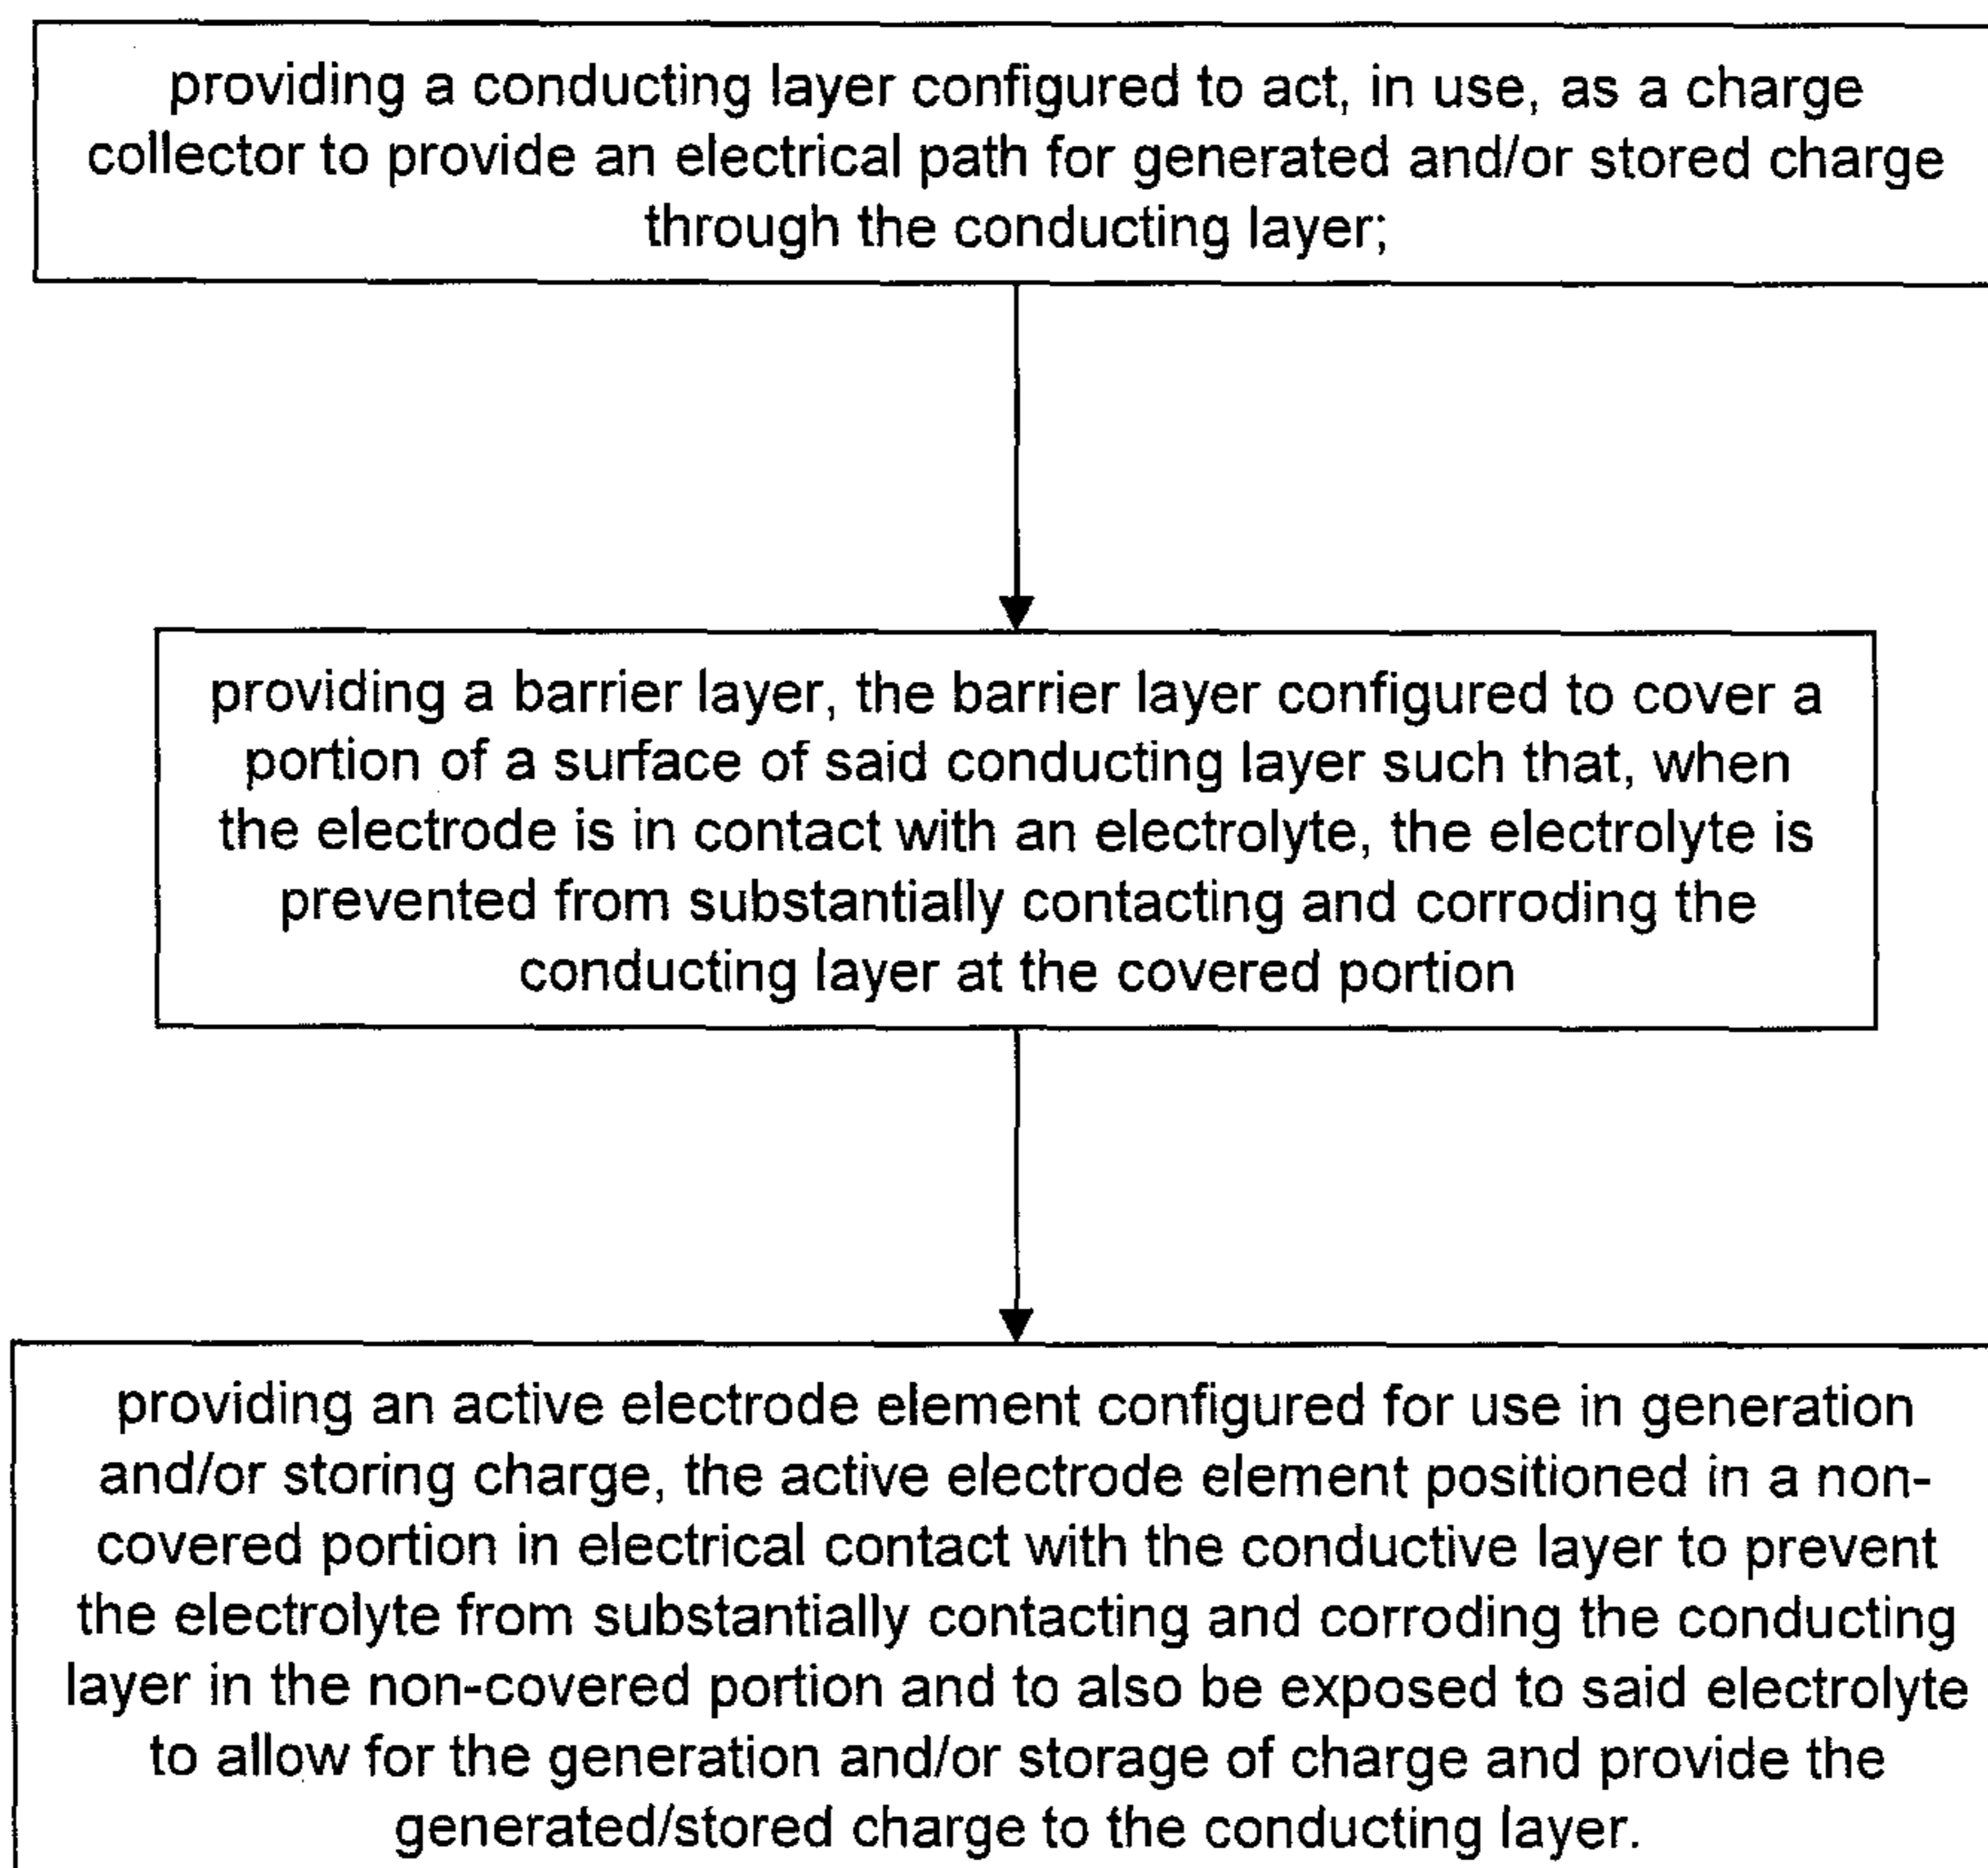 providing a conducting layer configured to act, in use, as a charge
collector to provide an electrical path for generated and/or stored charge
through the conducting layer;
providing a barrier layer, the barrier layer configured to cover a
portion of a surface of said conducting layer such that, when
the electrode is in contact with an electrolyte, the electrolyte is
prevented from substantially contacting and corroding the
conducting layer at the covered portion
providing an active electrode element configured for use in generation
and/or storing charge, the active electrode element positioned in a non-
covered portion in electrical contact with the conductive layer to prevent
the electrolyte from substantially contacting and corroding the conducting
layer in the non-covered portion and to also be exposed to said electrolyte
to allow for the generation and/or storage of charge and provide the
generated/stored charge to the conducting layer.